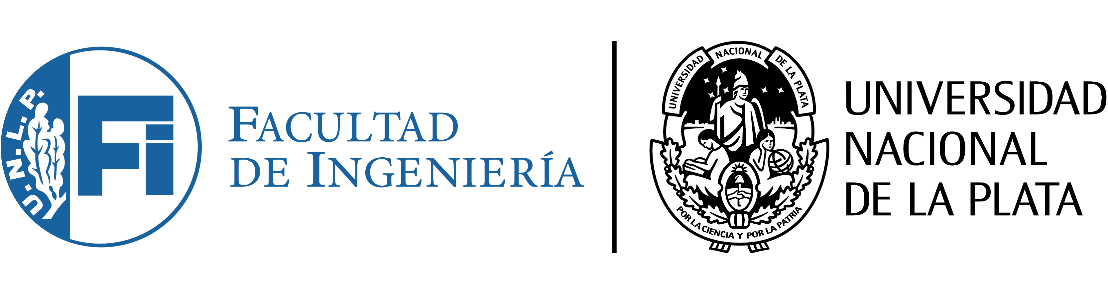 U.N.L.P.
Fi
FACULTAD
DE INGENIERÍA
UNIVERSIDAD NACIONAL DE LA PLATA
POR LA CIENCIA Y POR LA PATRIA
UNIVERSIDAD
NACIONAL
DE LA PLATA